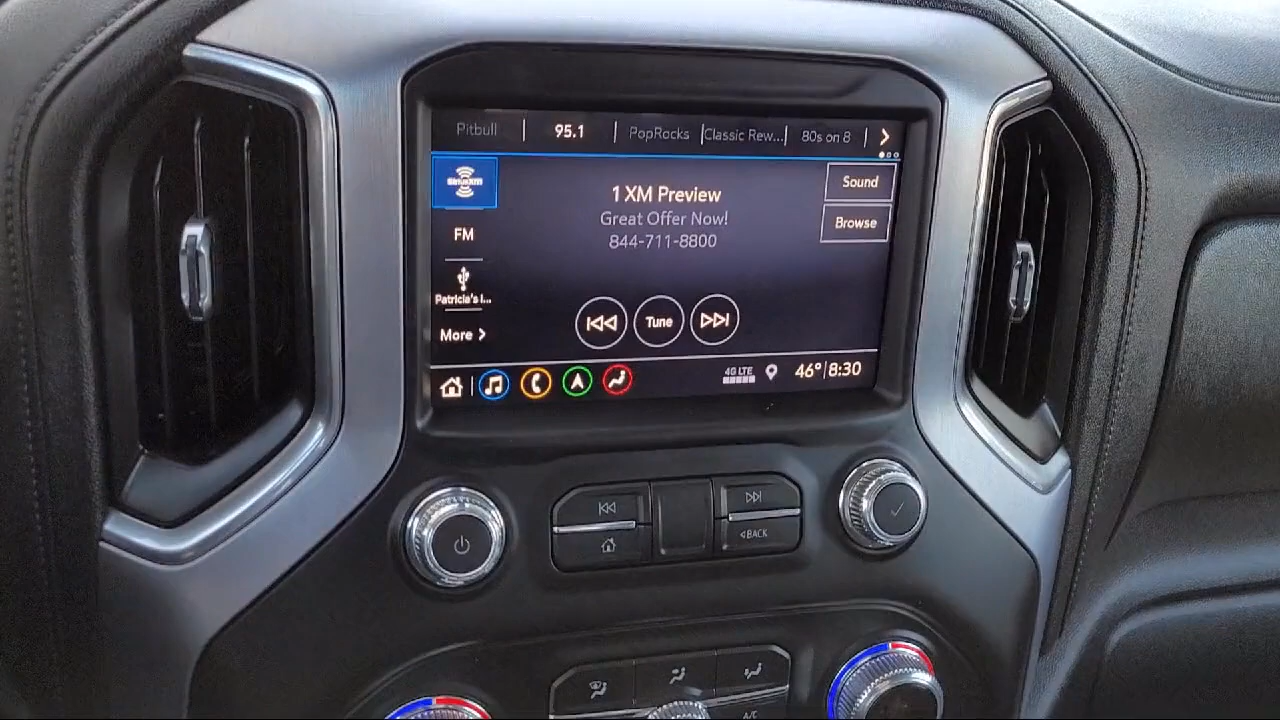 Pitbull 95.1 PopRocks Classic Rew... 80s on 8
siriusxm
1 XM Preview
Sound
Great Offer Now!
Browse
FM
844-711-8800
Patricia's i...
More
Tune
4G LTE
46° 8:30
BACK
A/C